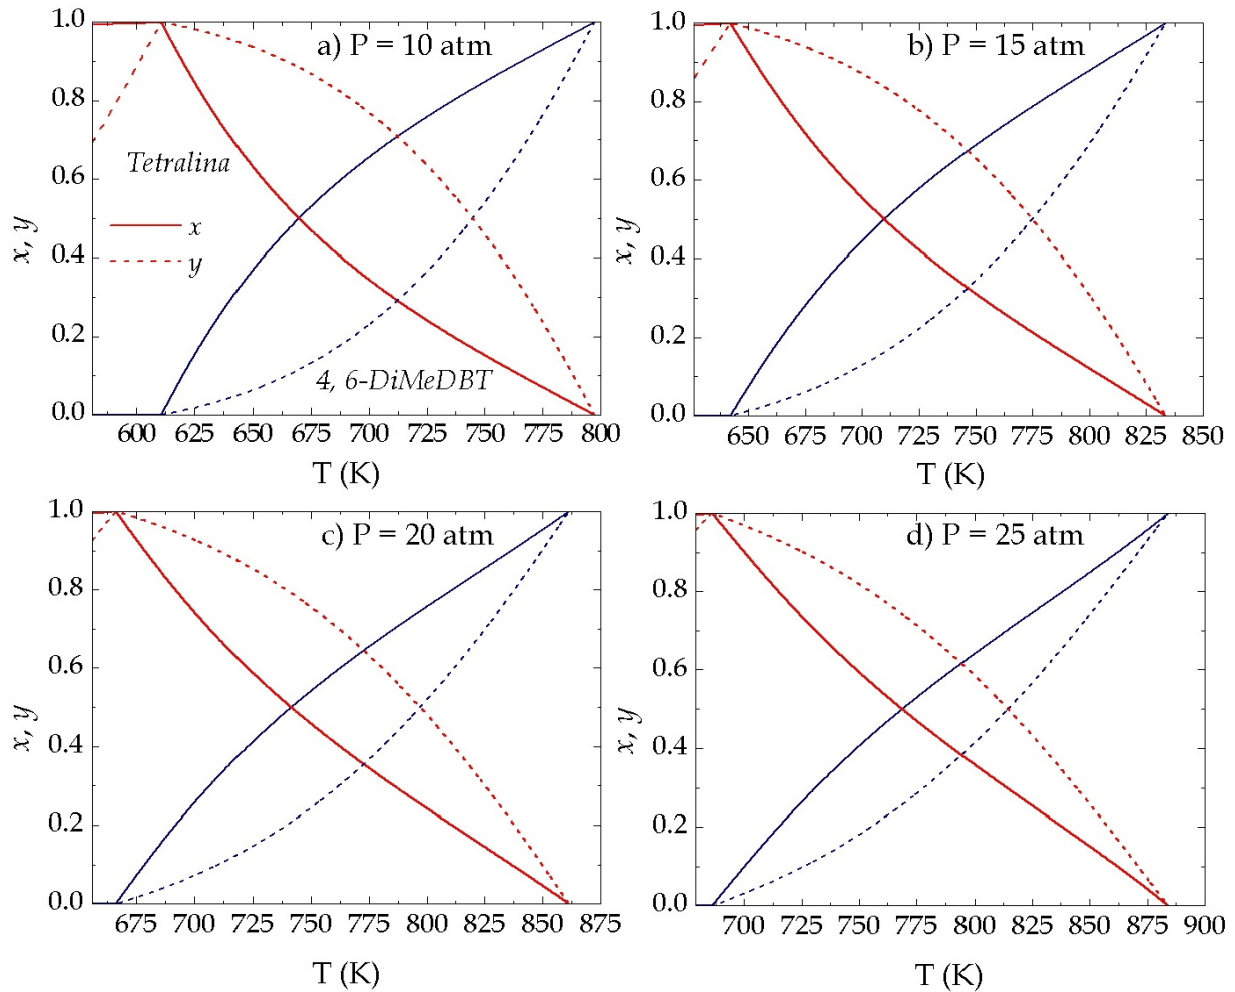 a) P = 10 atm
1.0
0.8
0.6
0.4
0.2
0.0
x, y
Tetralina
x
y
4, 6-DiMeDBT
600 625 650 675 700 725 750 775 800
T (K)
b) P = 15 atm
1.0
0.8
0.6
0.4
0.2
0.0
x, y
650 675 700 725 750 775 800 825 850
T (K)
c) P = 20 atm
1.0
0.8
0.6
0.4
0.2
0.0
x, y
675 700 725 750 775 800 825 850 875
T (K)
d) P = 25 atm
1.0
0.8
0.6
0.4
0.2
0.0
x, y
700 725 750 775 800 825 850 875 900
T (K)